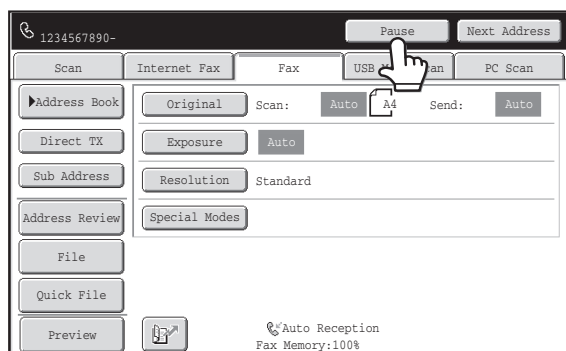 1234567890-
Pause
Next Address
Scan
Internet Fax
Fax
USB M
an
PC Scan
Address Book
Original
Scan:
Auto
A4
Send:
Auto
Direct TX
Exposure
Auto
Sub Address
Resolution
Standard
Address Review
Special Modes
File
Quick File
Preview
Auto Reception
Fax Memory:100%